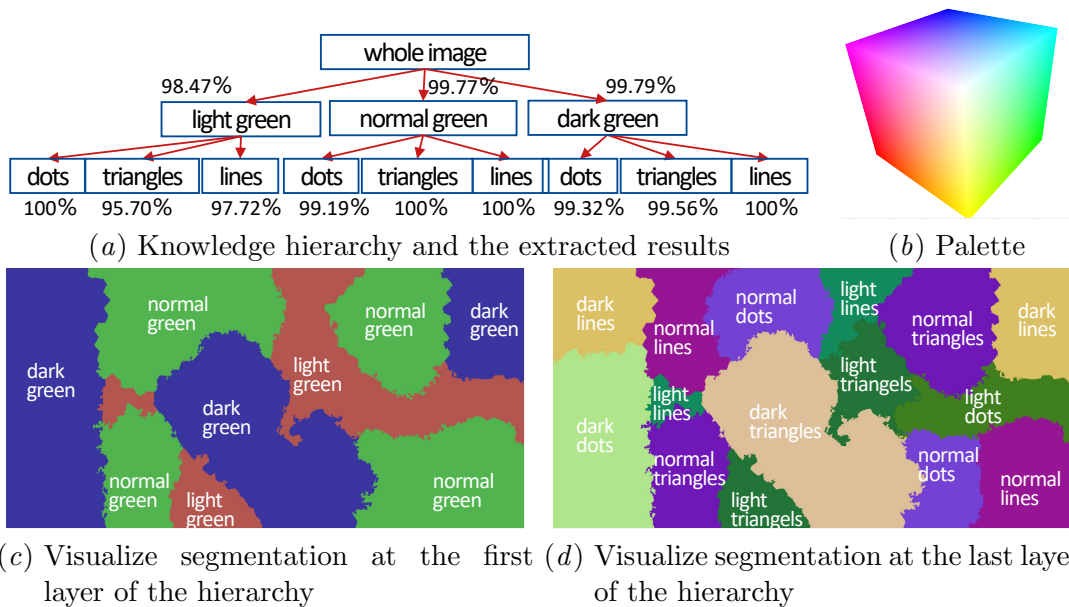 whole image
98.47%
99.77%
99.79%
light green
normal green
dark green
dots
triangles
lines
dots
triangles
lines
dots
triangles
lines
100%
95.70%
97.72%
99.19%
100%
100%
99.32%
99.56%
100%
(a) Knowledge hierarchy and the extracted results
(b) Palette
dark
green
normal
green
normal
green
dark
green
light
green
dark
green
normal
green
light
green
normal
green
dark
lines
normal
lines
normal
dots
light
lines
normal
triangles
dark
lines
light
triangels
light
dots
light
lines
dark
dots
dark
triangles
normal
triangles
light
triangels
normal
dots
normal
lines
(c) Visualize segmentation at the first
layer of the hierarchy
(d) Visualize segmentation at the last laye
of the hierarchy